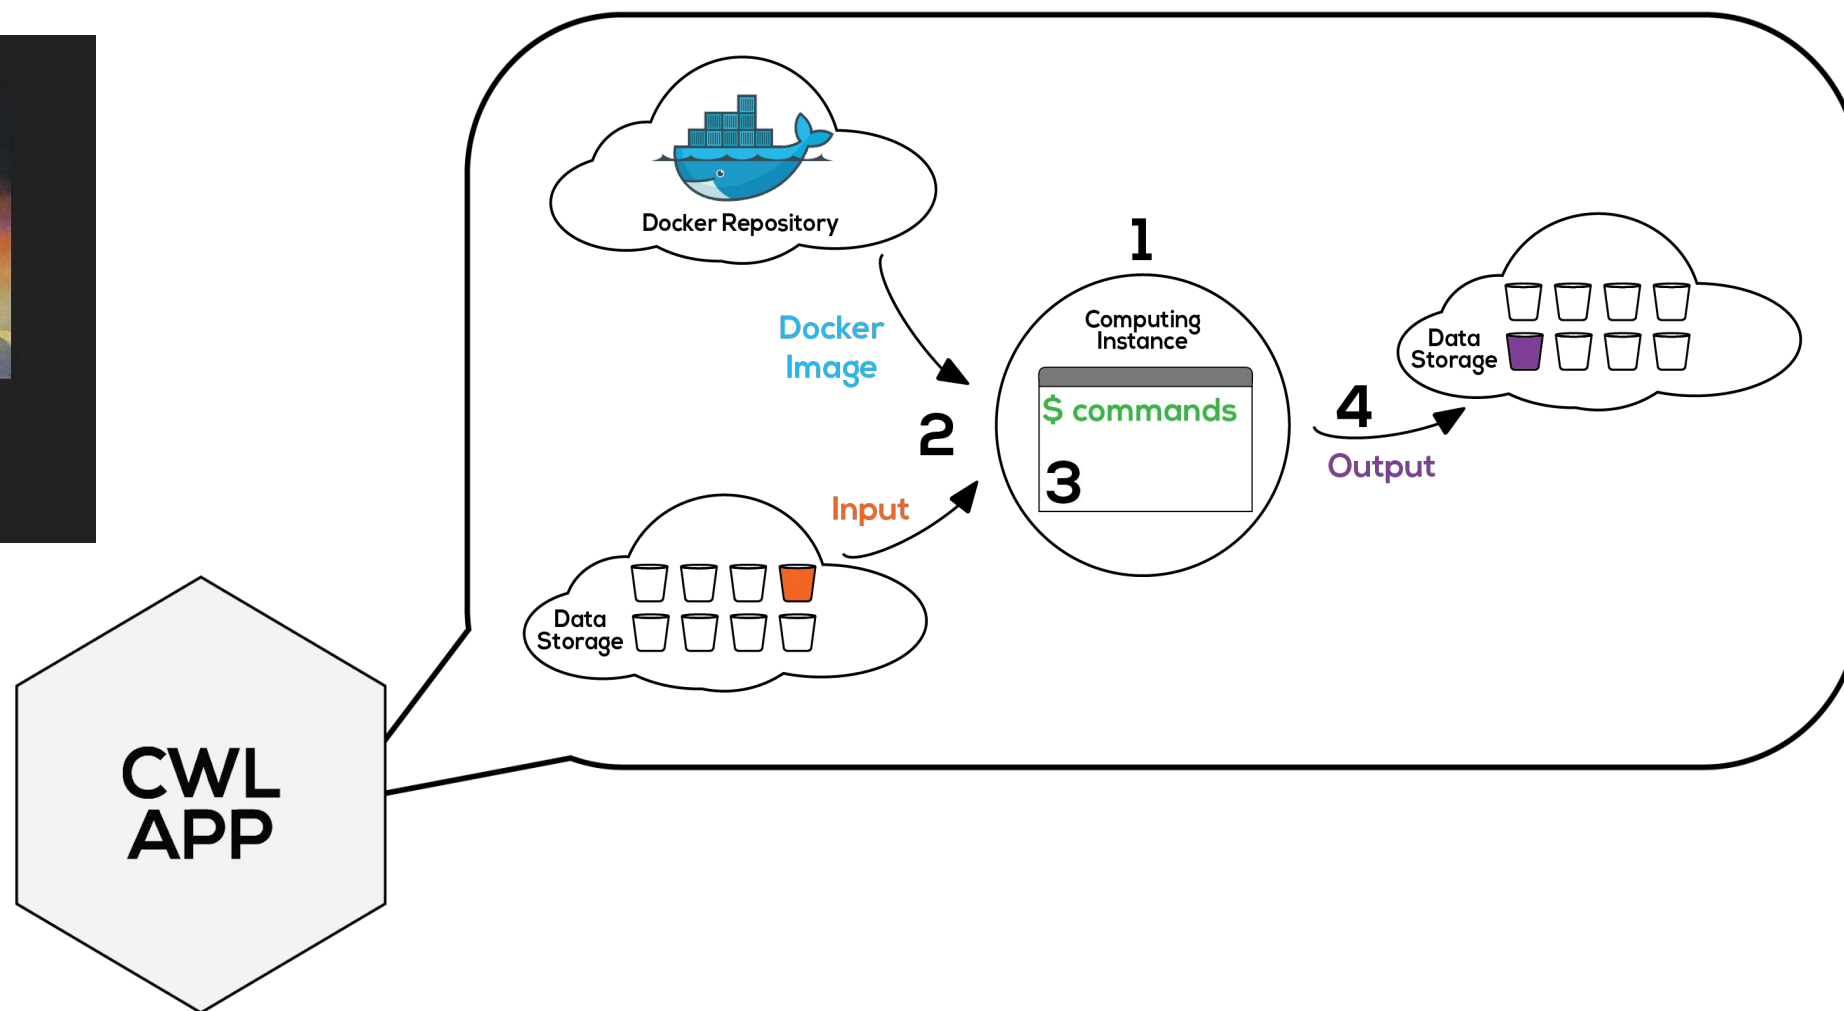 Docker Repository
1
Computing
Instance
Docker
Image
Data
Storage
$ commands
4
2
3
Output
Input
Data
Storage
CWL
APP